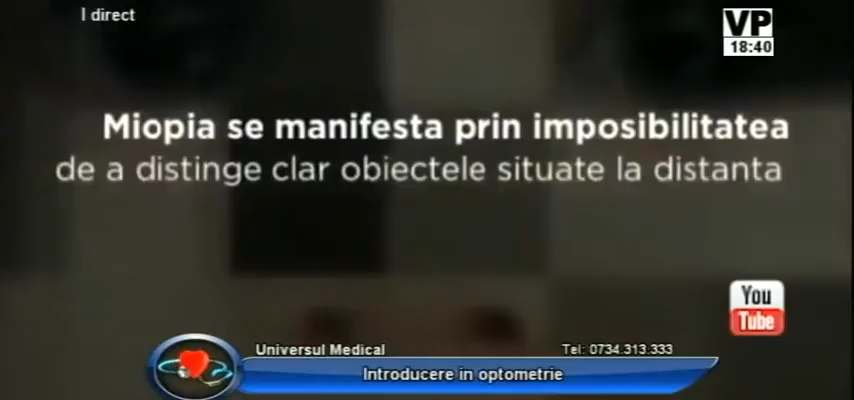 I direct
VP
18:40
Miopia se manifesta prin imposibilitatea
de a distinge clar obiectele situate la distanta
You
Tube
Universul Medical
Tel: 0734.313.333
Introducere in optometrie